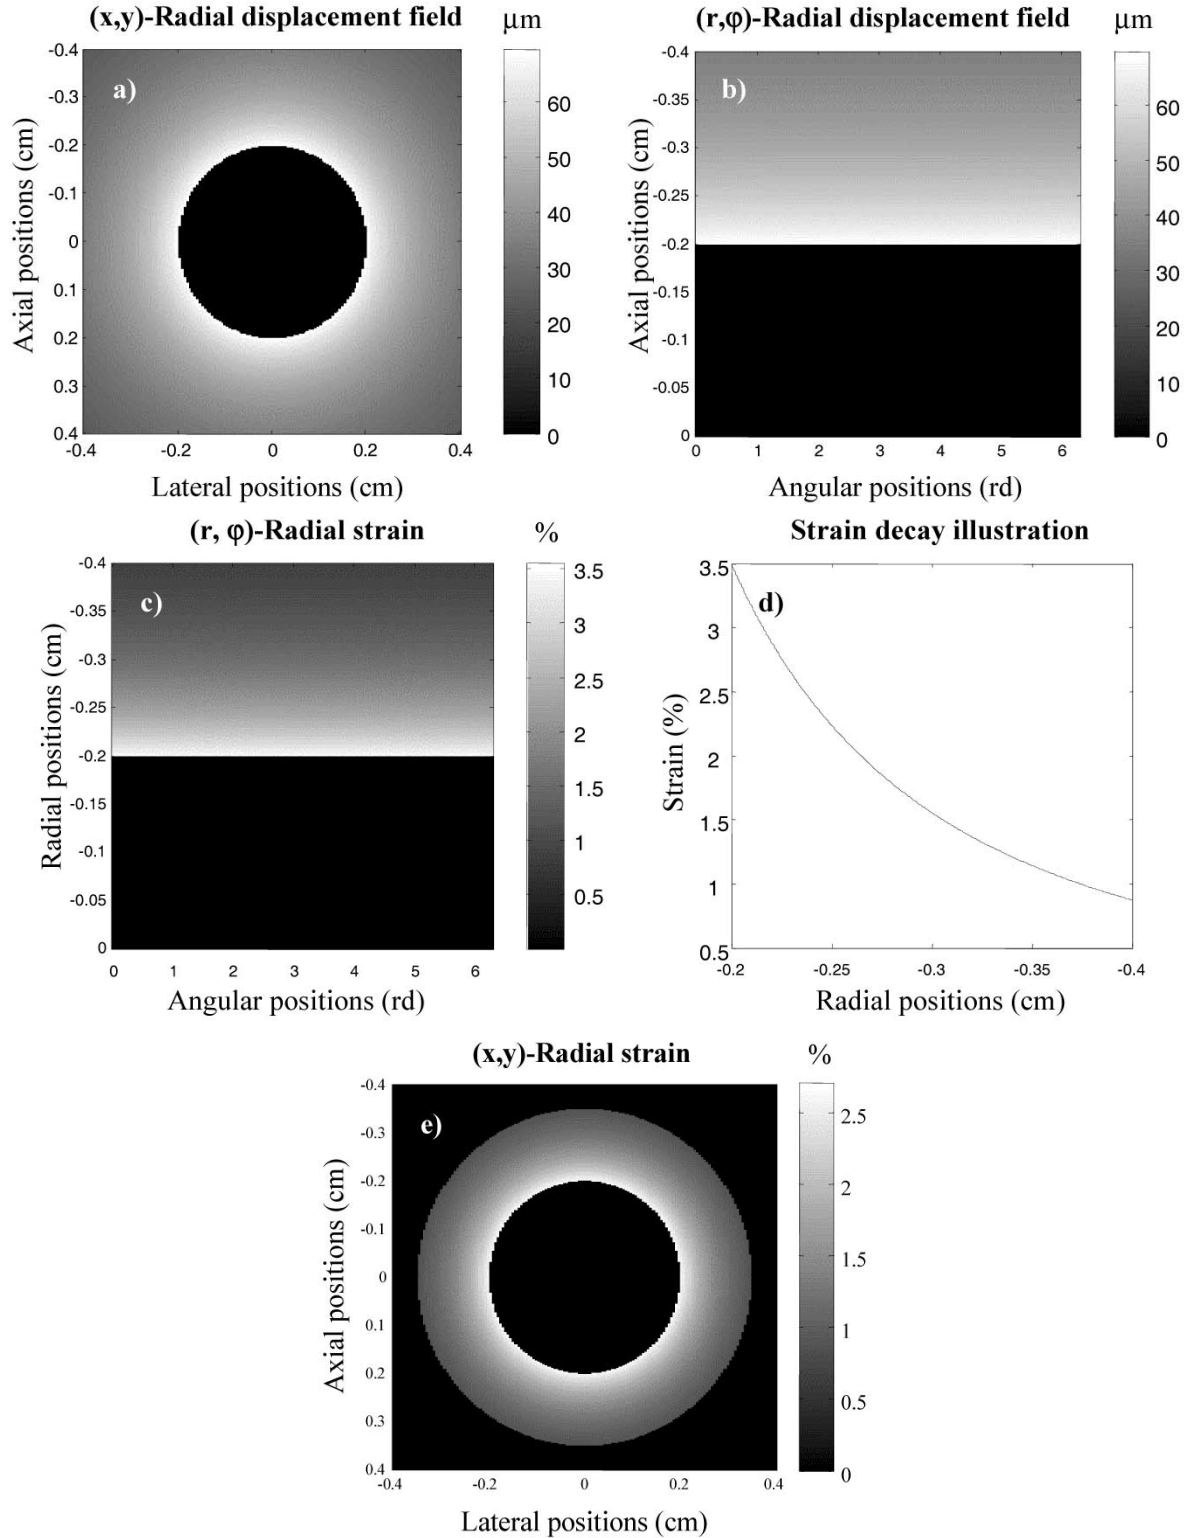 (x,y)-Radial displacement field
μm
a)
-0.4
-0.3
-0.2
-0.1
0
0.1
0.2
0.3
0.4
Axial positions (cm)
-0.4 -0.2 0 0.2 0.4
Lateral positions (cm)
60
50
40
30
20
10
0
(r,φ)-Radial displacement field
μm
b)
-0.4
-0.35
-0.3
-0.25
-0.2
-0.15
-0.1
-0.05
0
Axial positions (cm)
0 1 2 3 4 5 6
Angular positions (rd)
60
50
40
30
20
10
0
(r, φ)-Radial strain
%
c)
-0.4
-0.35
-0.3
-0.25
-0.2
-0.15
-0.1
-0.05
0
Radial positions (cm)
0 1 2 3 4 5 6
Angular positions (rd)
3.5
3
2.5
2
1.5
1
0.5
Strain decay illustration
d)
3.5
3
2.5
2
1.5
1
0.5
Strain (%)
-0.2 -0.25 -0.3 -0.35 -0.4
Radial positions (cm)
(x,y)-Radial strain
%
e)
-0.4
-0.3
-0.2
-0.1
0
0.1
0.2
0.3
0.4
Axial positions (cm)
-0.4 -0.2 0 0.2 0.4
Lateral positions (cm)
2.5
2
1.5
1
0.5
0